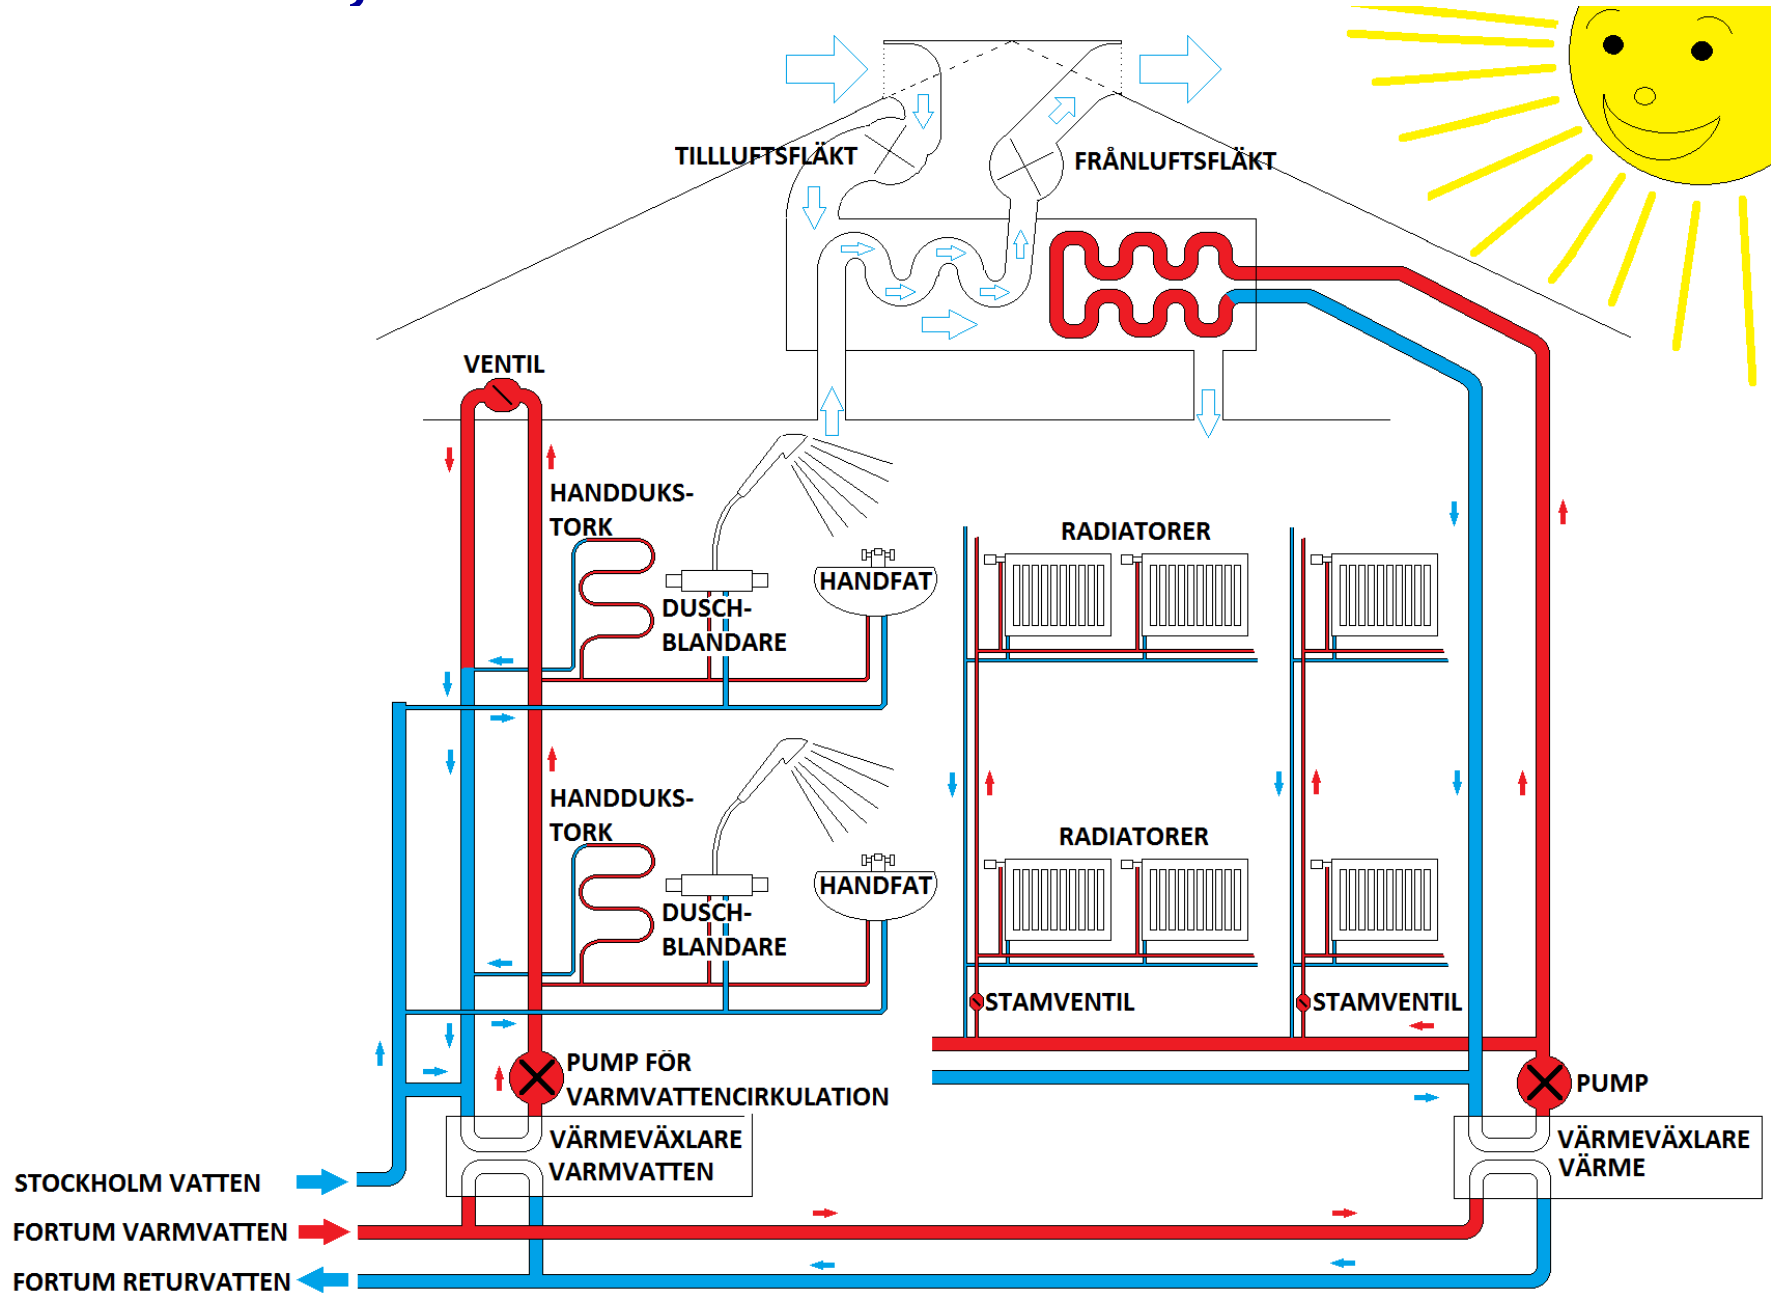 TILLLUFTSFLÄKT
FRÅNLUFTSFLÄKT
VENTIL
HANDDUKS-
TORK
DUSCH-
BLANDARE
HANDFAT
RADIATORER
HANDDUKS-
TORK
DUSCH-
BLANDARE
HANDFAT
RADIATORER
STAMVENTIL
STAMVENTIL
PUMP FÖR
VARMVATTENCIRKULATION
PUMP
VÄRMEVÄXLARE
VARMVATTEN
VÄRMEVÄXLARE
VÄRME
STOCKHOLM VATTEN
FORTUM VARMVATTEN
FORTUM RETURVATTEN